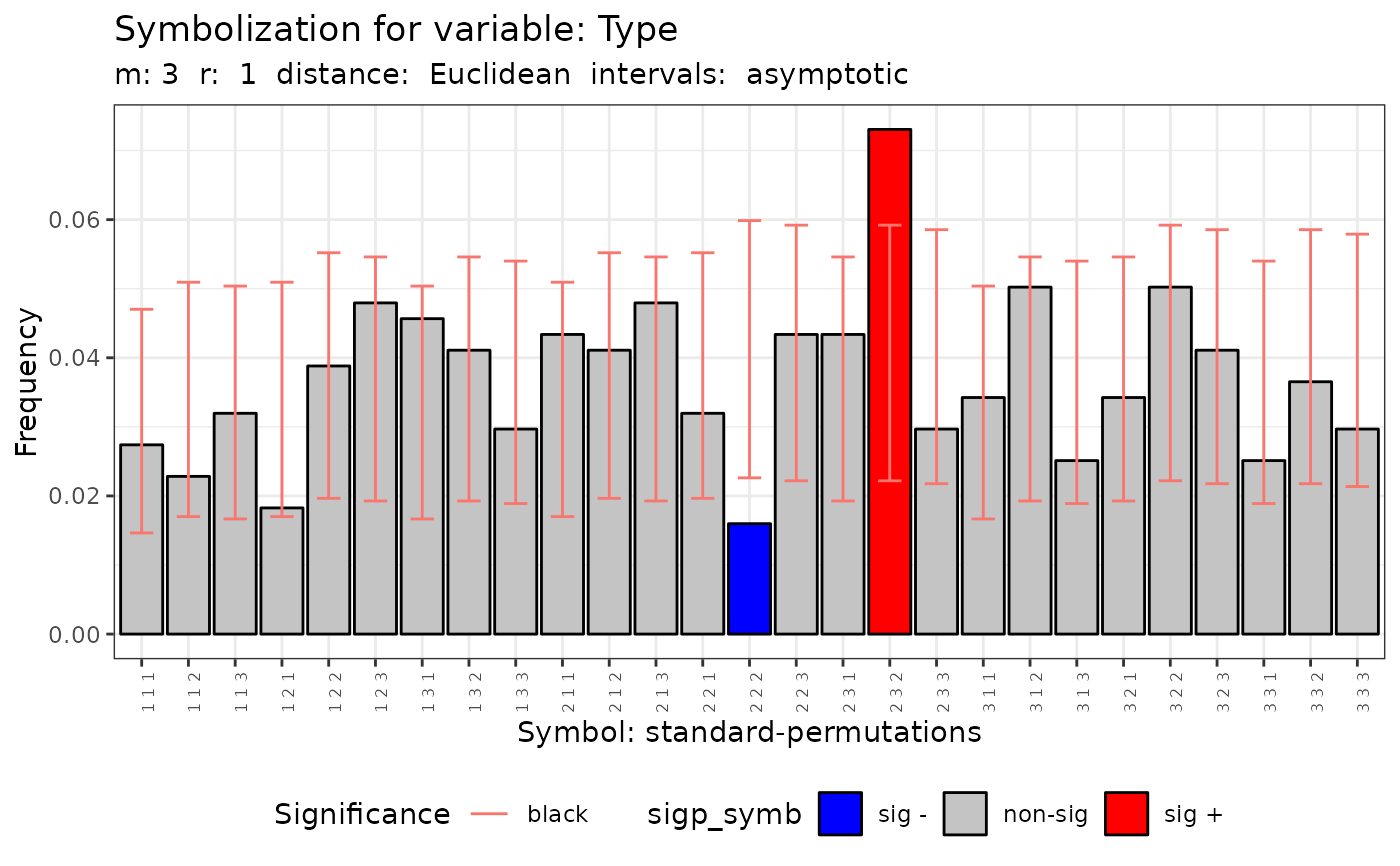 Symbolization for variable: Type
m: 3 r: 1 distance: Euclidean intervals: asymptotic
Frequency
0.06
0.04
0.02
0.00
1 1 1
1 1 2
1 1 3
1 2 1
1 2 2
1 2 3
1 3 1
1 3 2
1 3 3
2 1 1
2 1 2
2 1 3
2 2 1
2 2 2
2 2 3
2 3 1
2 3 2
2 3 3
3 1 1
3 1 2
3 1 3
3 2 1
3 2 2
3 2 3
3 3 1
3 3 2
3 3 3
Symbol: standard-permutations
Significance black sigp_symb sig - non-sig sig +